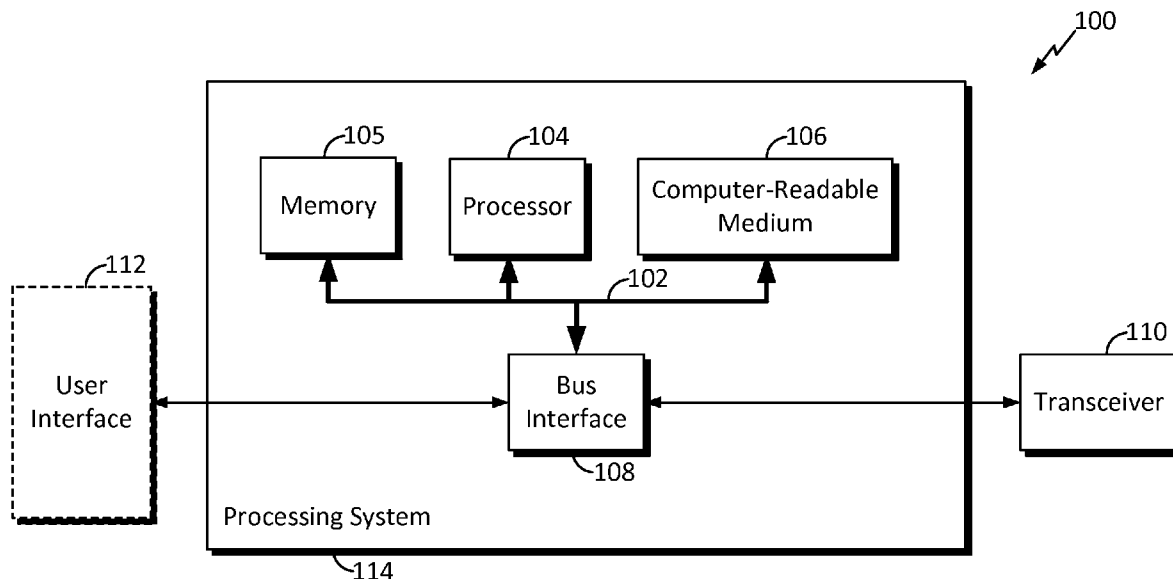 100
105
104
106
Memory
Processor
Computer-Readable
Medium
112
102
110
User
Interface
Bus
Interface
Transceiver
108
Processing System
114